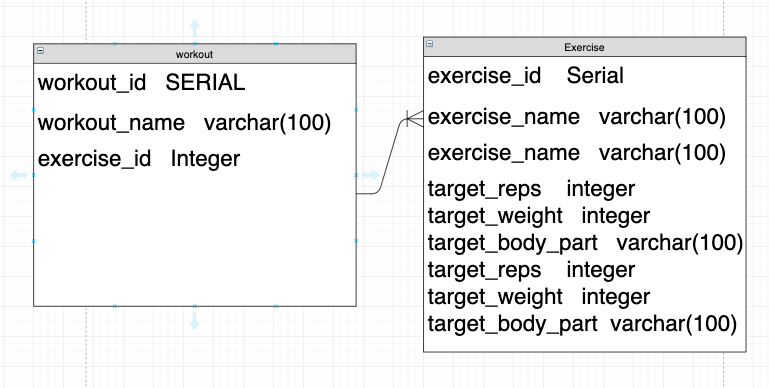 workout
workout_id SERIAL
workout_name varchar(100)
exercise_id Integer
Exercise
exercise_id Serial
exercise_name varchar(100)
exercise_name varchar(100)
target_reps integer
target_weight integer
target_body_part varchar(100)
target_reps integer
target_weight integer
target_body_part varchar(100)